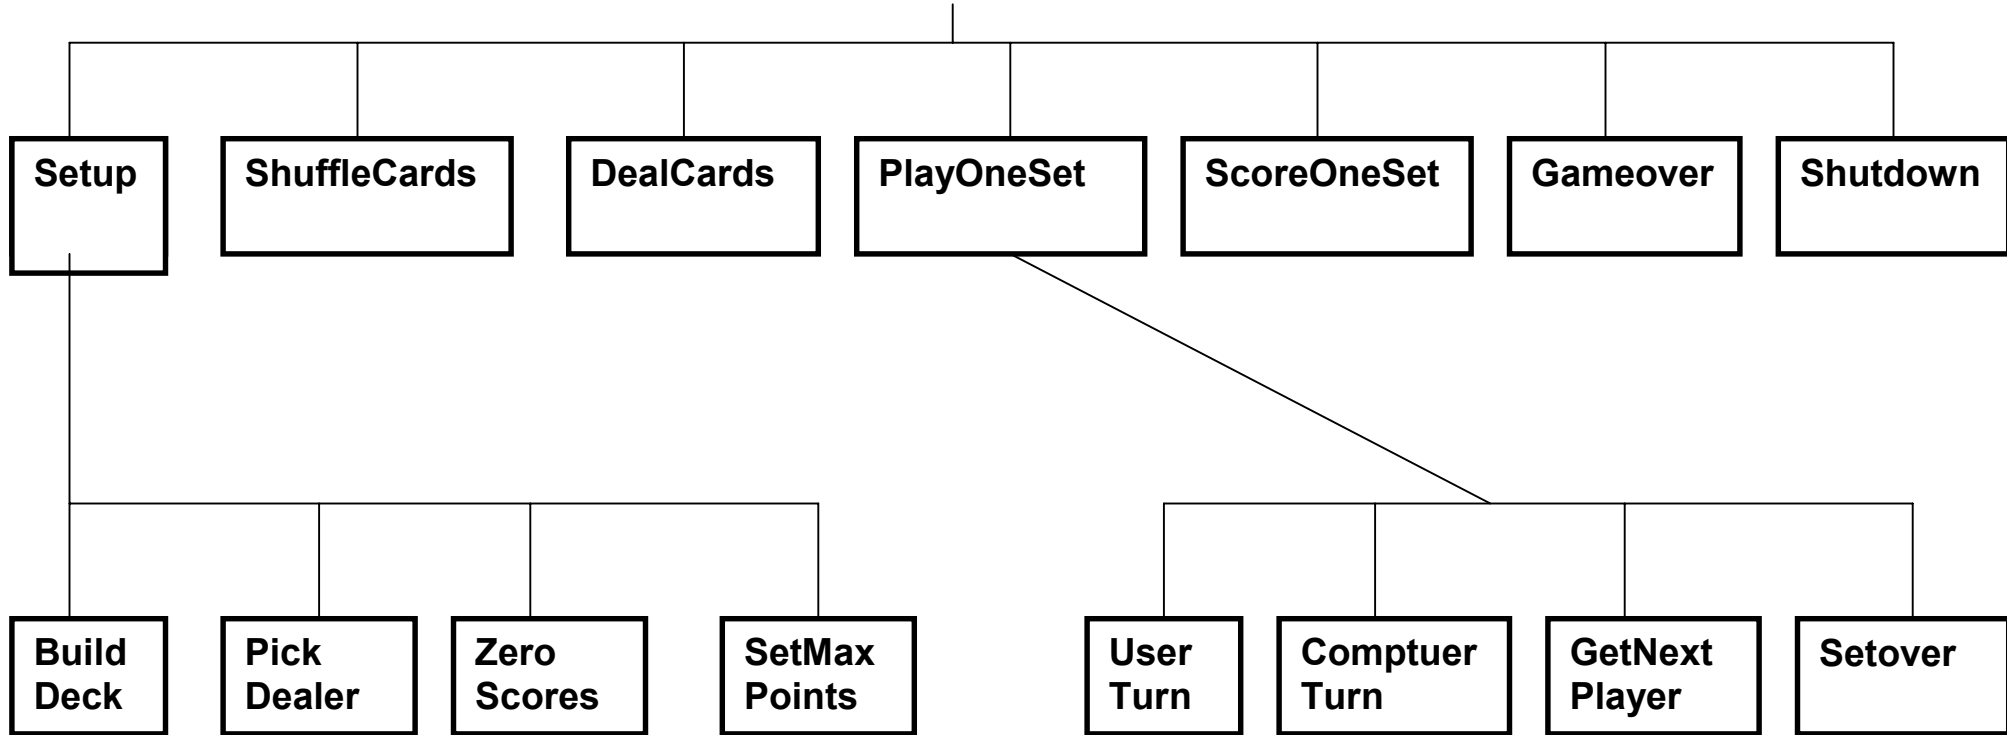 Setup
ShuffleCards
DealCards
PlayOneSet
ScoreOneSet
Gameover
Shutdown
Build
Deck
Pick
Dealer
Zero
Scores
SetMax
Points
User
Turn
Comptuer
Turn
GetNext
Player
Setover